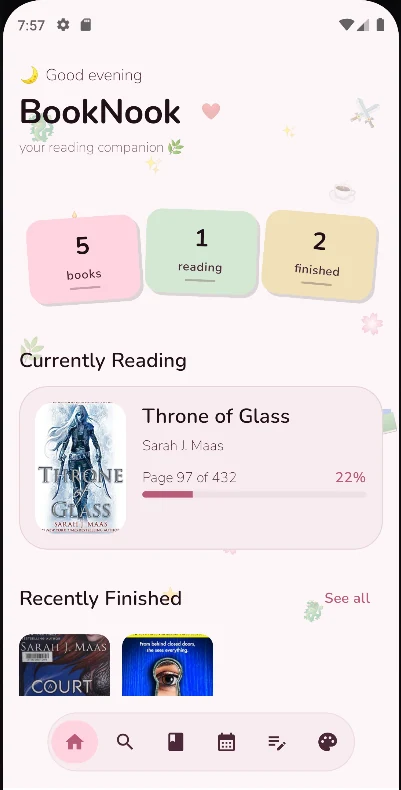 7:57
Good evening
BookNook
your reading companion
5
books
1
reading
2
finished
Currently Reading
THRONE
OF
GLASS
SARAH J. MAAS
Throne of Glass
Sarah J. Maas
Page 97 of 432
22%
Recently Finished
See all
SARAH J. MAAS
A COURT
From behind closed doors,
she sees everything.